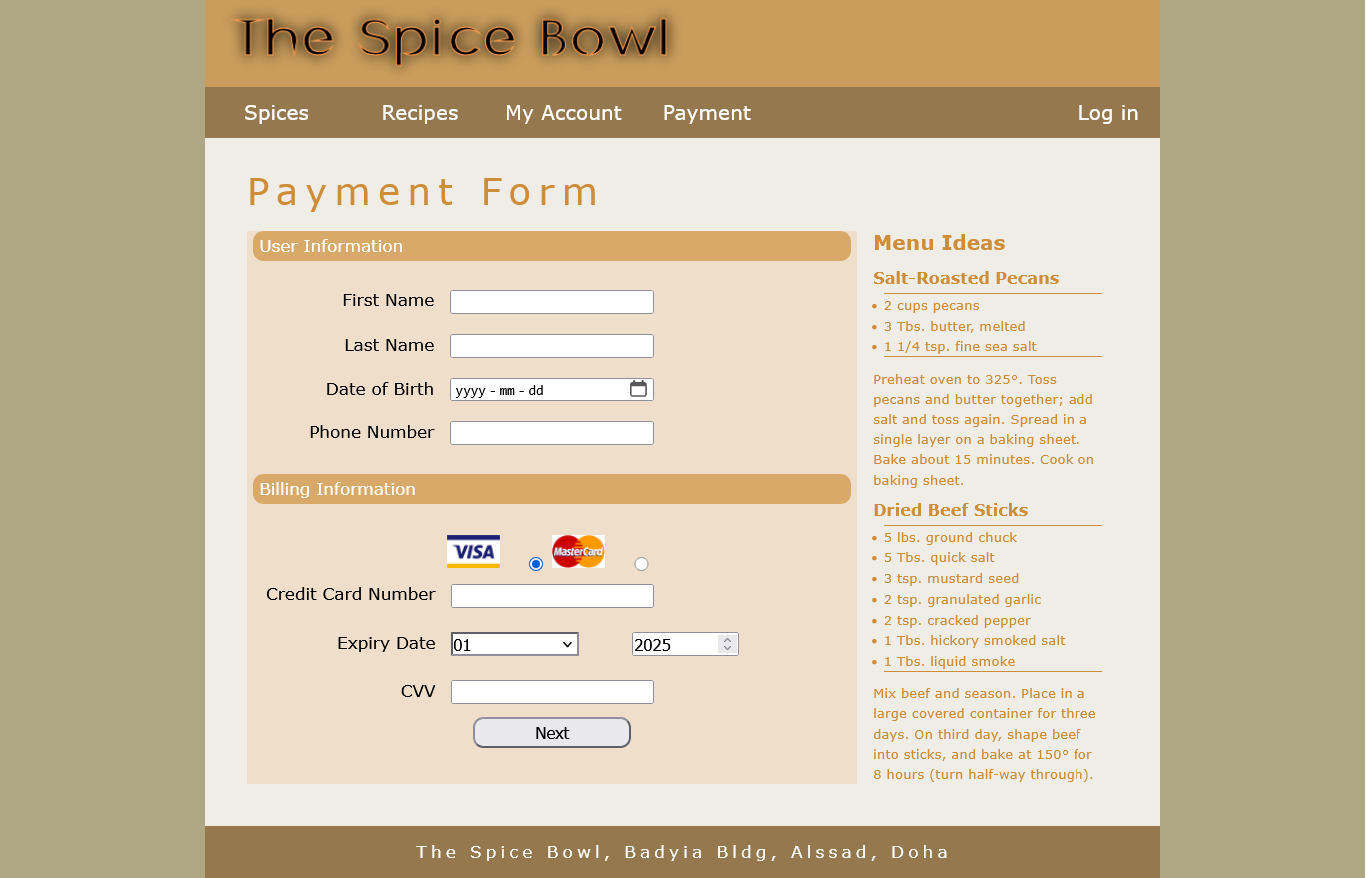 The Spice Bowl
Spices Recipes My Account Payment Log in
Payment Form
User Information
First Name
Last Name
Date of Birth yyyy - mm - dd
Phone Number
Billing Information
VISA MasterCard
Credit Card Number
Expiry Date 01 2025
CVV
Next
Menu Ideas
Salt-Roasted Pecans
• 2 cups pecans
• 3 Tbs. butter, melted
• 1 1/4 tsp. fine sea salt
Preheat oven to 325°. Toss
pecans and butter together; add
salt and toss again. Spread in a
single layer on a baking sheet.
Bake about 15 minutes. Cook on
baking sheet.
Dried Beef Sticks
• 5 lbs. ground chuck
• 5 Tbs. quick salt
• 3 tsp. mustard seed
• 2 tsp. granulated garlic
• 2 tsp. cracked pepper
• 1 Tbs. hickory smoked salt
• 1 Tbs. liquid smoke
Mix beef and season. Place in a
large covered container for three
days. On third day, shape beef
into sticks, and bake at 150° for
8 hours (turn half-way through).
The Spice Bowl, Badyia Bldg, Alssad, Doha